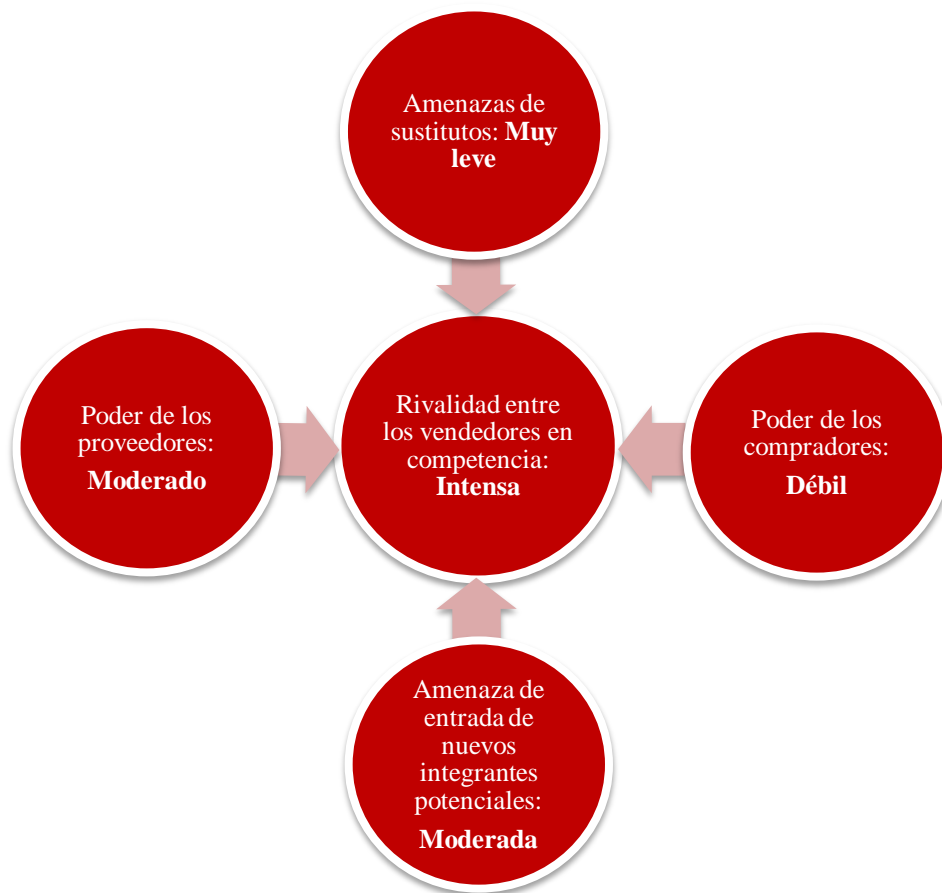 Amenazas de
sustitutos: Muy
leve
Poder de los
proveedores:
Moderado
Rivalidad entre
los vendedores en
competencia:
Intensa
Poder de los
compradores:
Débil
Amenaza de
entrada de
nuevos
integrantes
potenciales:
Moderada